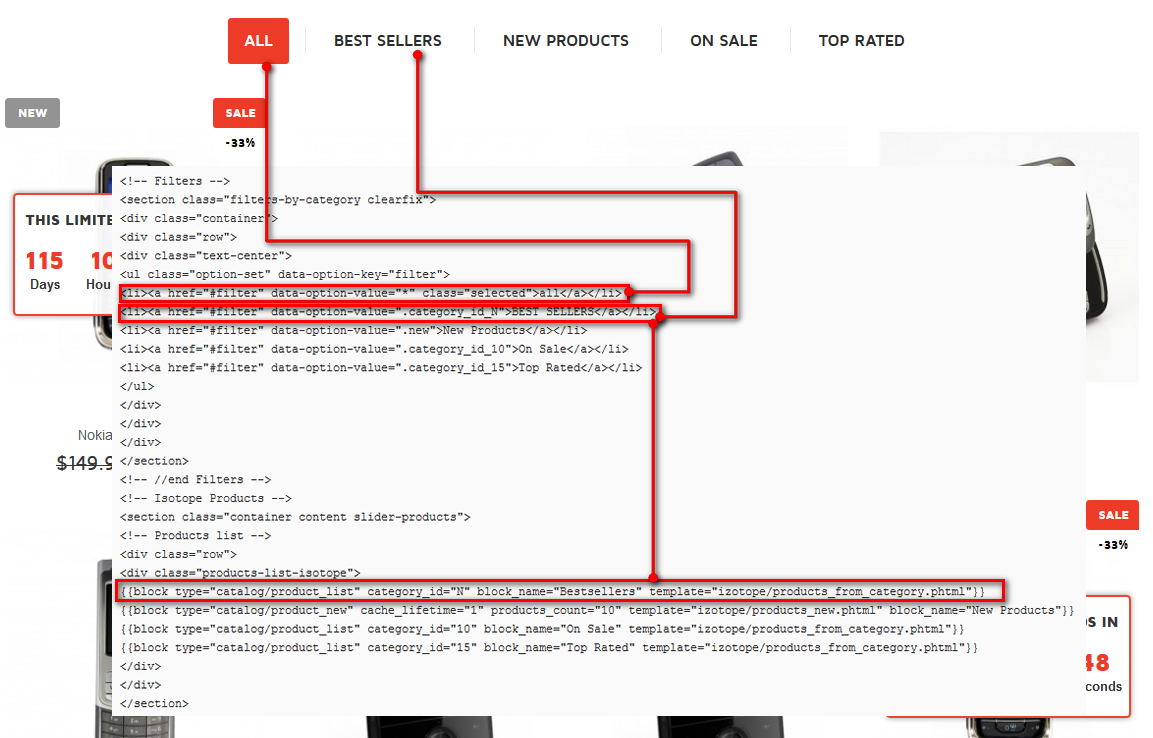 ALL BEST SELLERS NEW PRODUCTS ON SALE TOP RATED
NEW
SALE
-33%
THIS LIMITE
115 10
Days Hou
<!-- Filters -->
<section class="filters-by-category clearfix">
<div class="container">
<div class="row">
<div class="text-center">
<ul class="option-set" data-option-key="filter">
<li><a href="#filter" data-option-value="*" class="selected">all</a></li>
<li><a href="#filter" data-option-value=".category_id_N">BEST SELLERS</a></li>
<li><a href="#filter" data-option-value=".new">New Products</a></li>
<li><a href="#filter" data-option-value=".category_id_10">On Sale</a></li>
<li><a href="#filter" data-option-value=".category_id_15">Top Rated</a></li>
</ul>
</div>
</div>
</div>
</section>
<!-- //end Filters -->
<!-- Isotope Products -->
<section class="container content slider-products">
<!-- Products list -->
<div class="row">
<div class="products-list-isotope">
{{block type="catalog/product_list" category_id="N" block_name="Bestsellers" template="izotope/products_from_category.phtml"}}
{{block type="catalog/product_new" cache_lifetime="1" products_count="10" template="izotope/products_new.phtml" block_name="New Products"}}
{{block type="catalog/product_list" category_id="10" block_name="On Sale" template="izotope/products_from_category.phtml"}}
{{block type="catalog/product_list" category_id="15" block_name="Top Rated" template="izotope/products_from_category.phtml"}}
</div>
</div>
</section>
Nokia
$149.9
SALE
-33%
S IN
48
conds